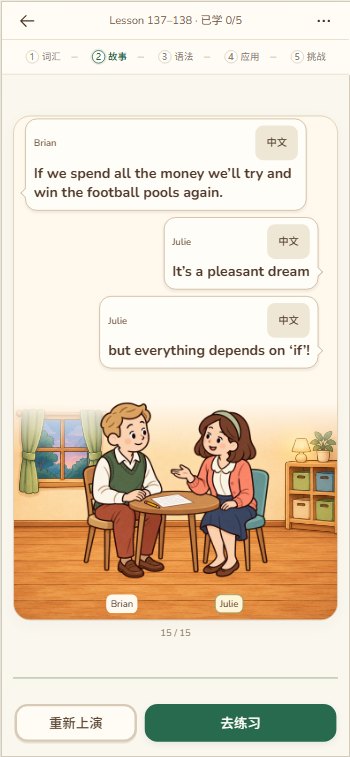 Lesson 137–138 · 已学 0/5
1 词汇 – 2 故事 – 3 语法 – 4 应用 – 5 挑战
Brian
中文
If we spend all the money we’ll try and
win the football pools again.
Julie
中文
It’s a pleasant dream
Julie
中文
but everything depends on ‘if’!
Brian
Julie
15 / 15
重新上演
去练习